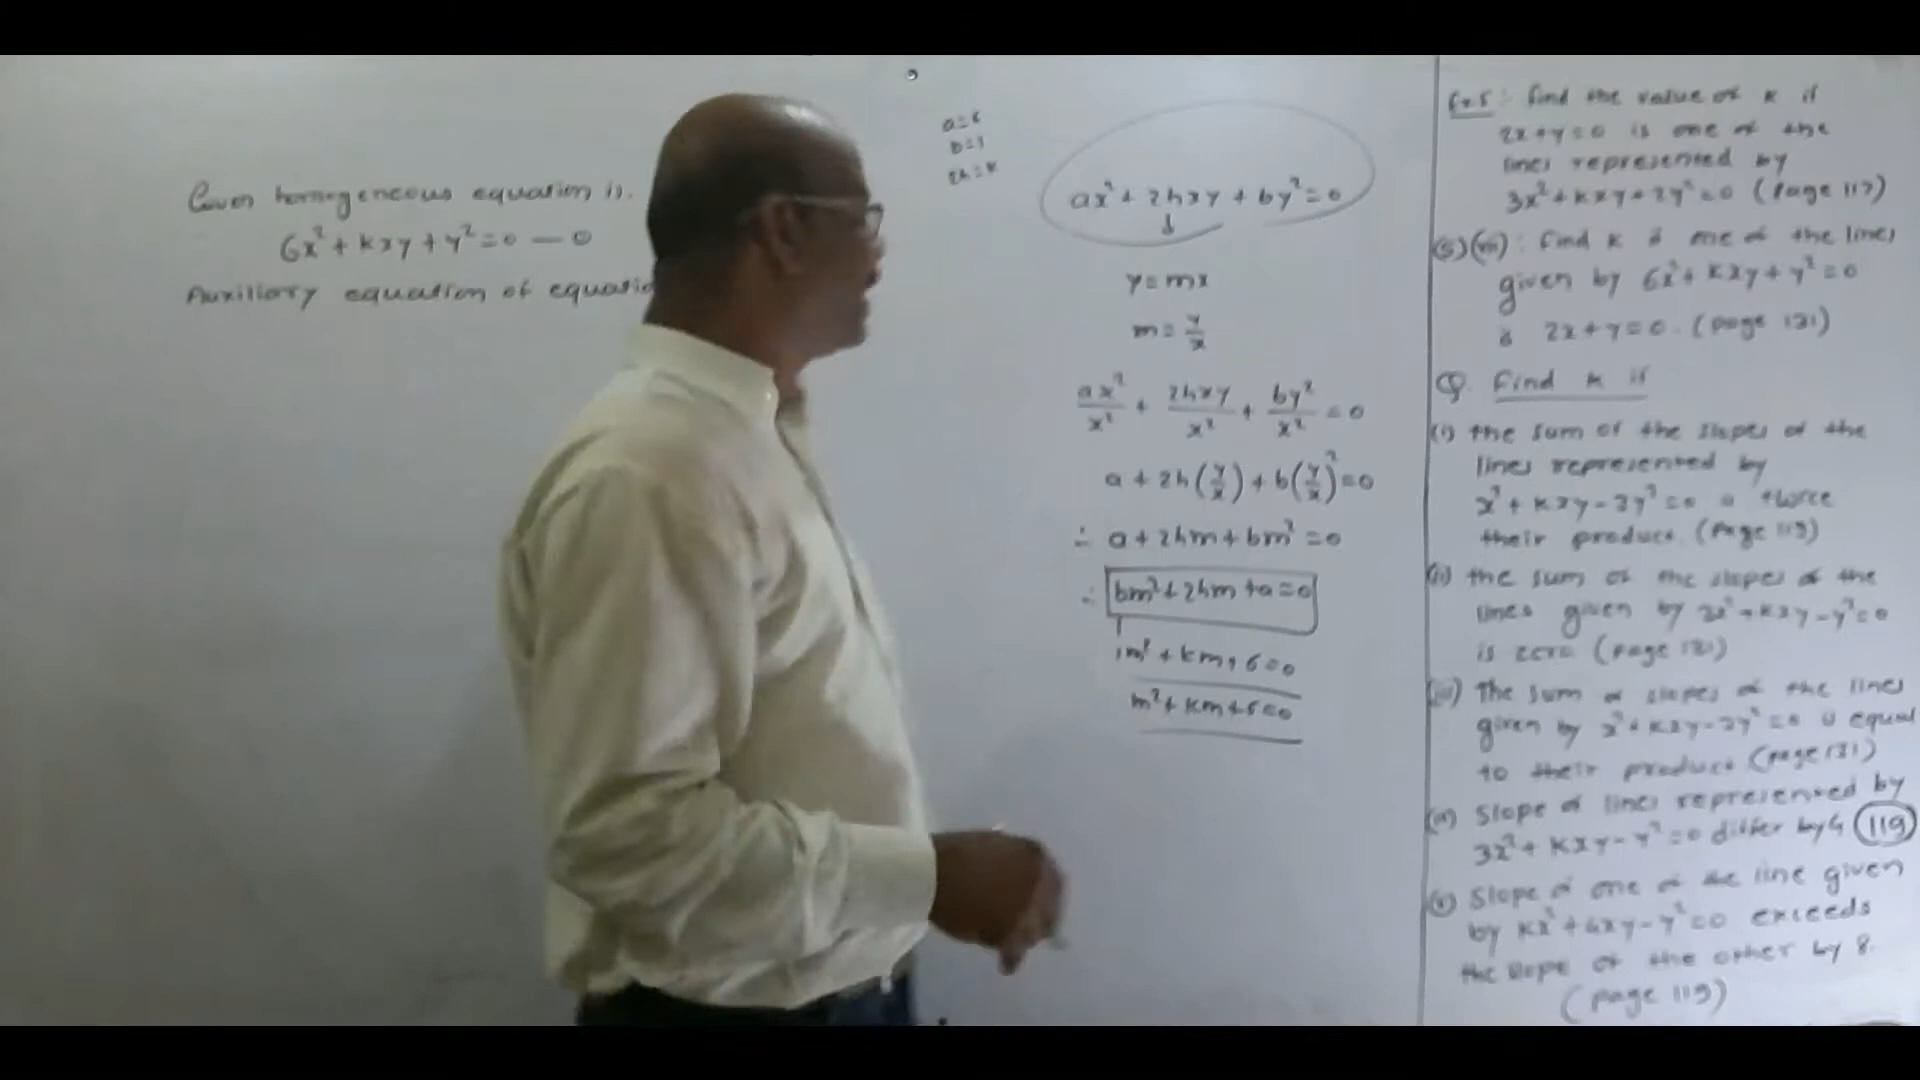 Given homogeneous equation is.
6x² + kxy + y² = 0 — ①
Auxiliary equation of equatio
a=6
b=1
2h=k
ax² + 2hxy + by² = 0
↓
y = mx
m = y/x
ax²/x² + 2hxy/x² + by²/x² = 0
a + 2h(y/x) + b(y/x)² = 0
∴ a + 2hm + bm² = 0
∴ bm² + 2hm + a = 0
1m² + km + 6 = 0
m² + km + 6 = 0
Ex 5: Find the value of k if
2x + y = 0 is one of the
lines represented by
3x² + kxy + 2y² = 0 (page 117)
(5) Find k if one of the lines
given by 6x² + kxy + y² = 0
is 2x + y = 0. (page 131)
Q. Find k if
(i) the sum of the slopes of the
lines represented by
x² + kxy - 3y² = 0 is twice
their product. (page 119)
(ii) the sum of the slopes of the
lines given by + kxy - y² = 0
is zero (page 131)
(iii) The sum of slopes of the lines
given by x² + kxy - 3y² = 0 is equal
to their product (page 131)
(iv) Slope of lines represented by
3x² + kxy - y² = 0 differ by 4 (119)
(v) Slope of one of the line given
by kx² + 4xy - y² = 0 exceeds
the slope of the other by 8.
(page 119)